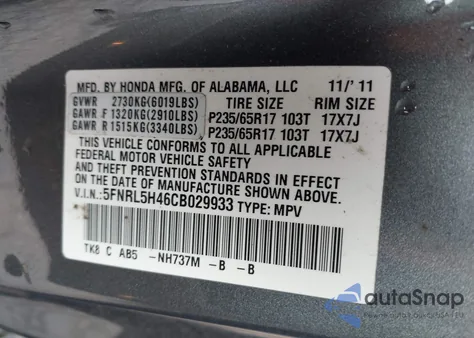 MFD. BY HONDA MFG. OF ALABAMA, LLC 11/'11
GVWR 2730KG(6019LBS) TIRE SIZE RIM SIZE
GAWR F 1320KG(2910LBS) P235/65R17 103T 17X7J
GAWR R 1515KG(3340LBS) P235/65R17 103T 17X7J
THIS VEHICLE CONFORMS TO ALL APPLICABLE
FEDERAL MOTOR VEHICLE SAFETY
AND THEFT PREVENTION STANDARDS IN EFFECT
ON THE DATE OF MANUFACTURE SHOWN ABOVE.
V.I.N: 5FNRL5H46CB029933 TYPE: MPV
TK8 C AB5 -NH737M -B -B
autoSnap